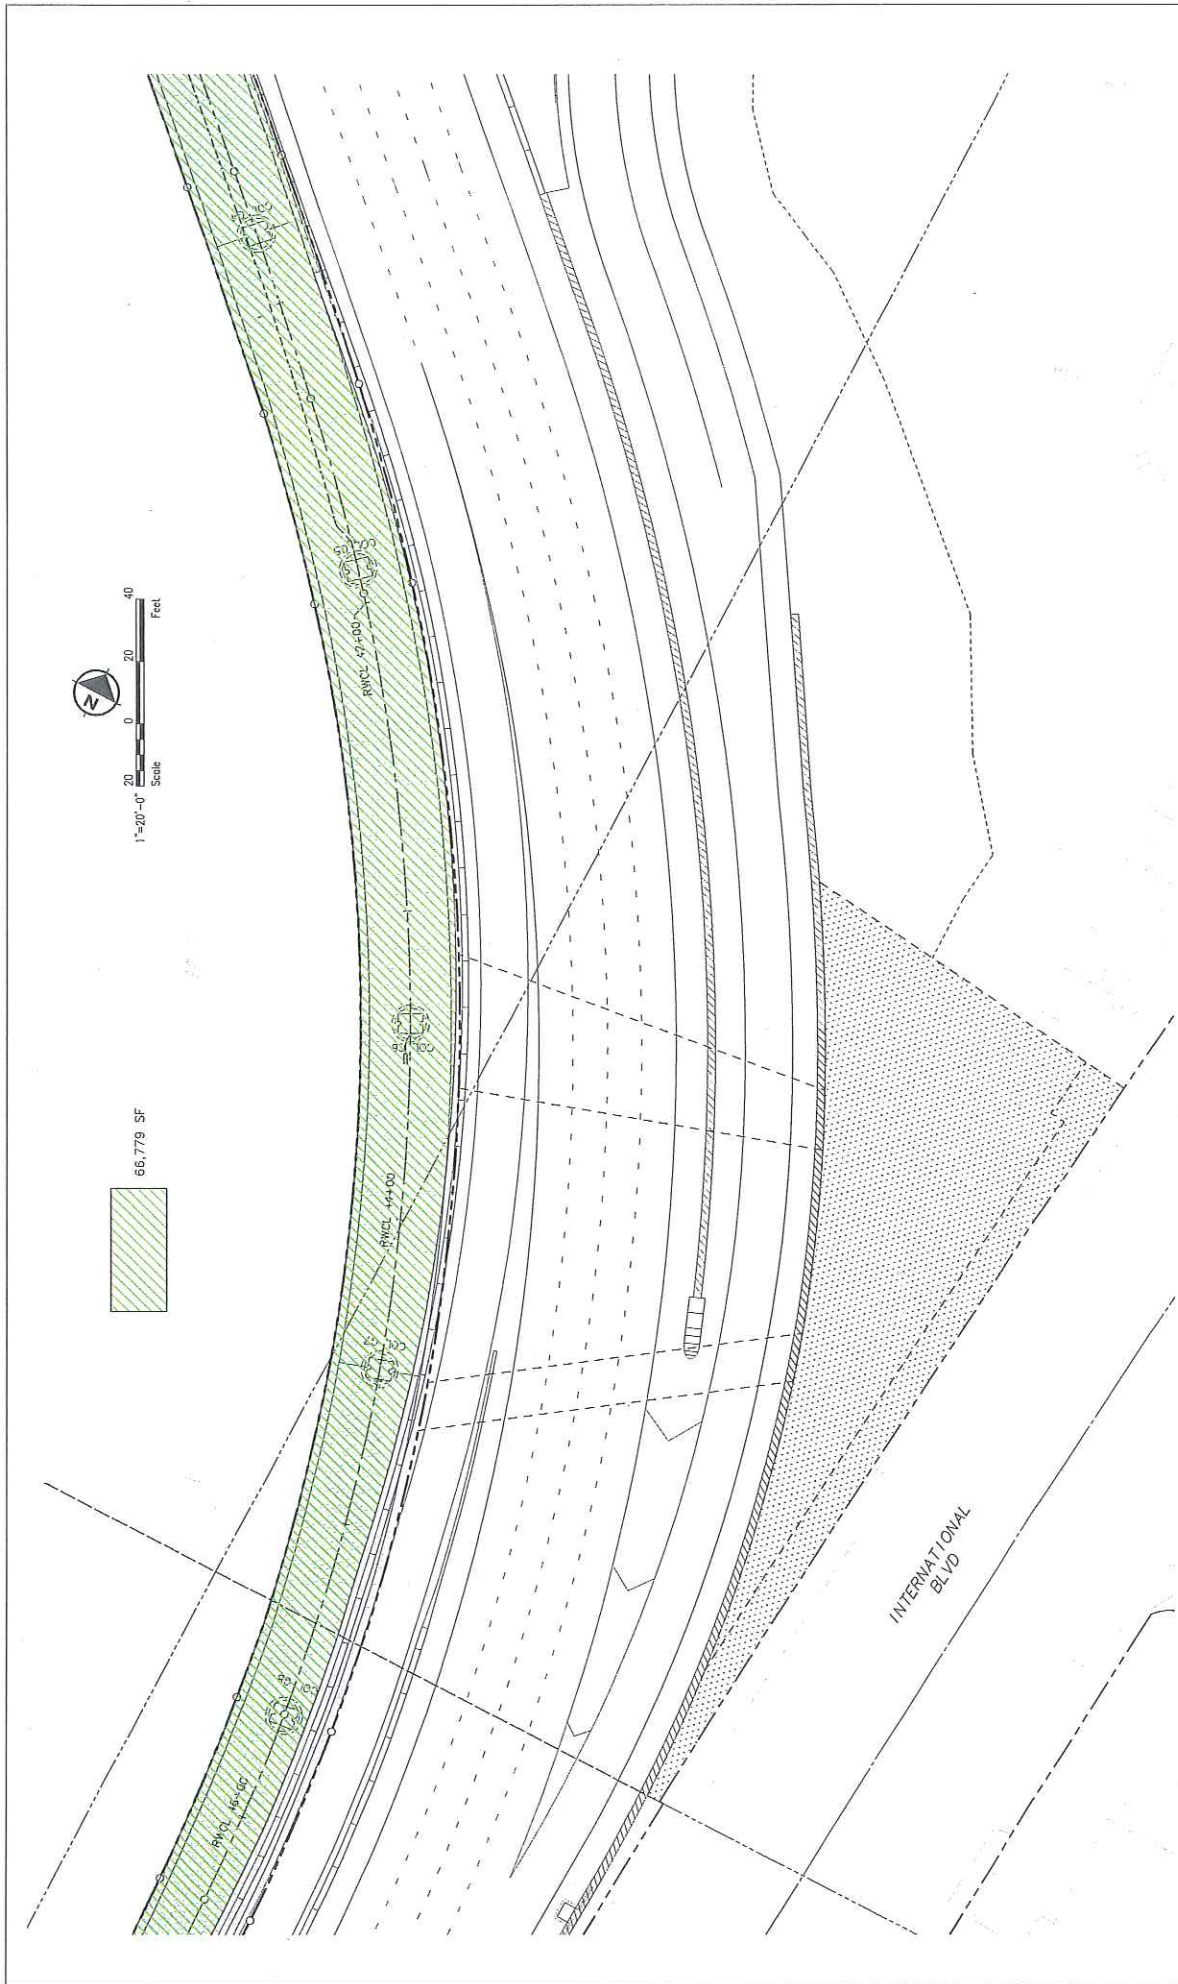 RWCL 42+00
N
20 0 20 40
1"=20'-0" Scale Feet
66,779 SF
RWCL 44+00
INTERNATIONAL
BLVD